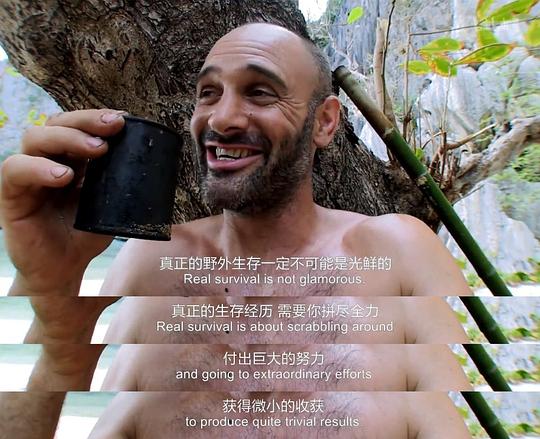 真正的野外生存一定不可能是光鲜的
Real survival is not glamorous.
真正的生存经历 需要你拼尽全力
Real survival is about scrabbling around
付出巨大的努力
and going to extraordinary efforts
获得微小的收获
to produce quite trivial results